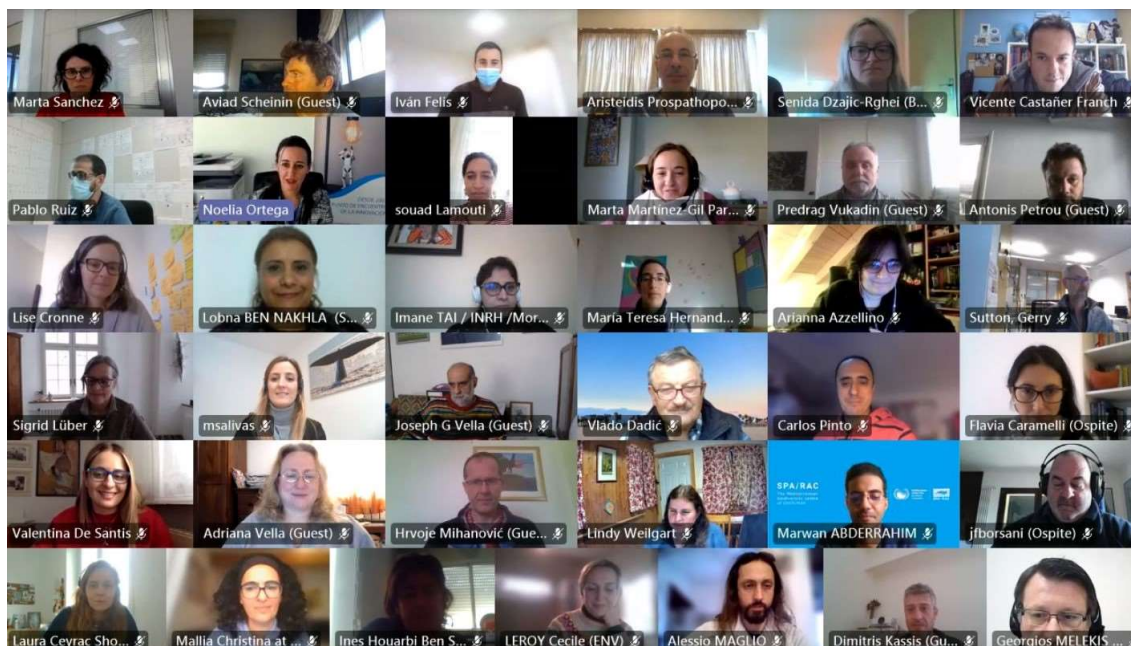 Marta Sanchez
Aviad Scheinin (Guest)
Iván Felis
Aristeidis Prospathopo...
Senida Dzajic-Rghei (B...
Vicente Castañer Franch
Pablo Ruiz
Noelia Ortega
souad Lamouti
Marta Martínez-Gil Par...
Predrag Vukadin (Guest)
Antonis Petrou (Guest)
Lise Cronne
Lobna BEN NAKHLA (S...
Imane TAI / INRH /Mor...
María Teresa Hernand...
Arianna Azzellino
Sutton, Gerry
Sigrid Lüber
msalivas
Joseph G Vella (Guest)
Vlado Dadić
Carlos Pinto
Flavia Caramelli (Ospite)
Valentina De Santis
Adriana Vella (Guest)
Hrvoje Mihanović (Gue...
Lindy Weilgart
SPA/RAC
Marwan ABDERRAHIM
jfborsani (Ospite)
Laura Ceyrac Sho...
Mallia Christina at ...
Ines Houarbi Ben S...
LEROY Cecile (ENV)
Alessio MAGLIO
Dimitris Kassis (Gu...
Georgios MELEKIS ...